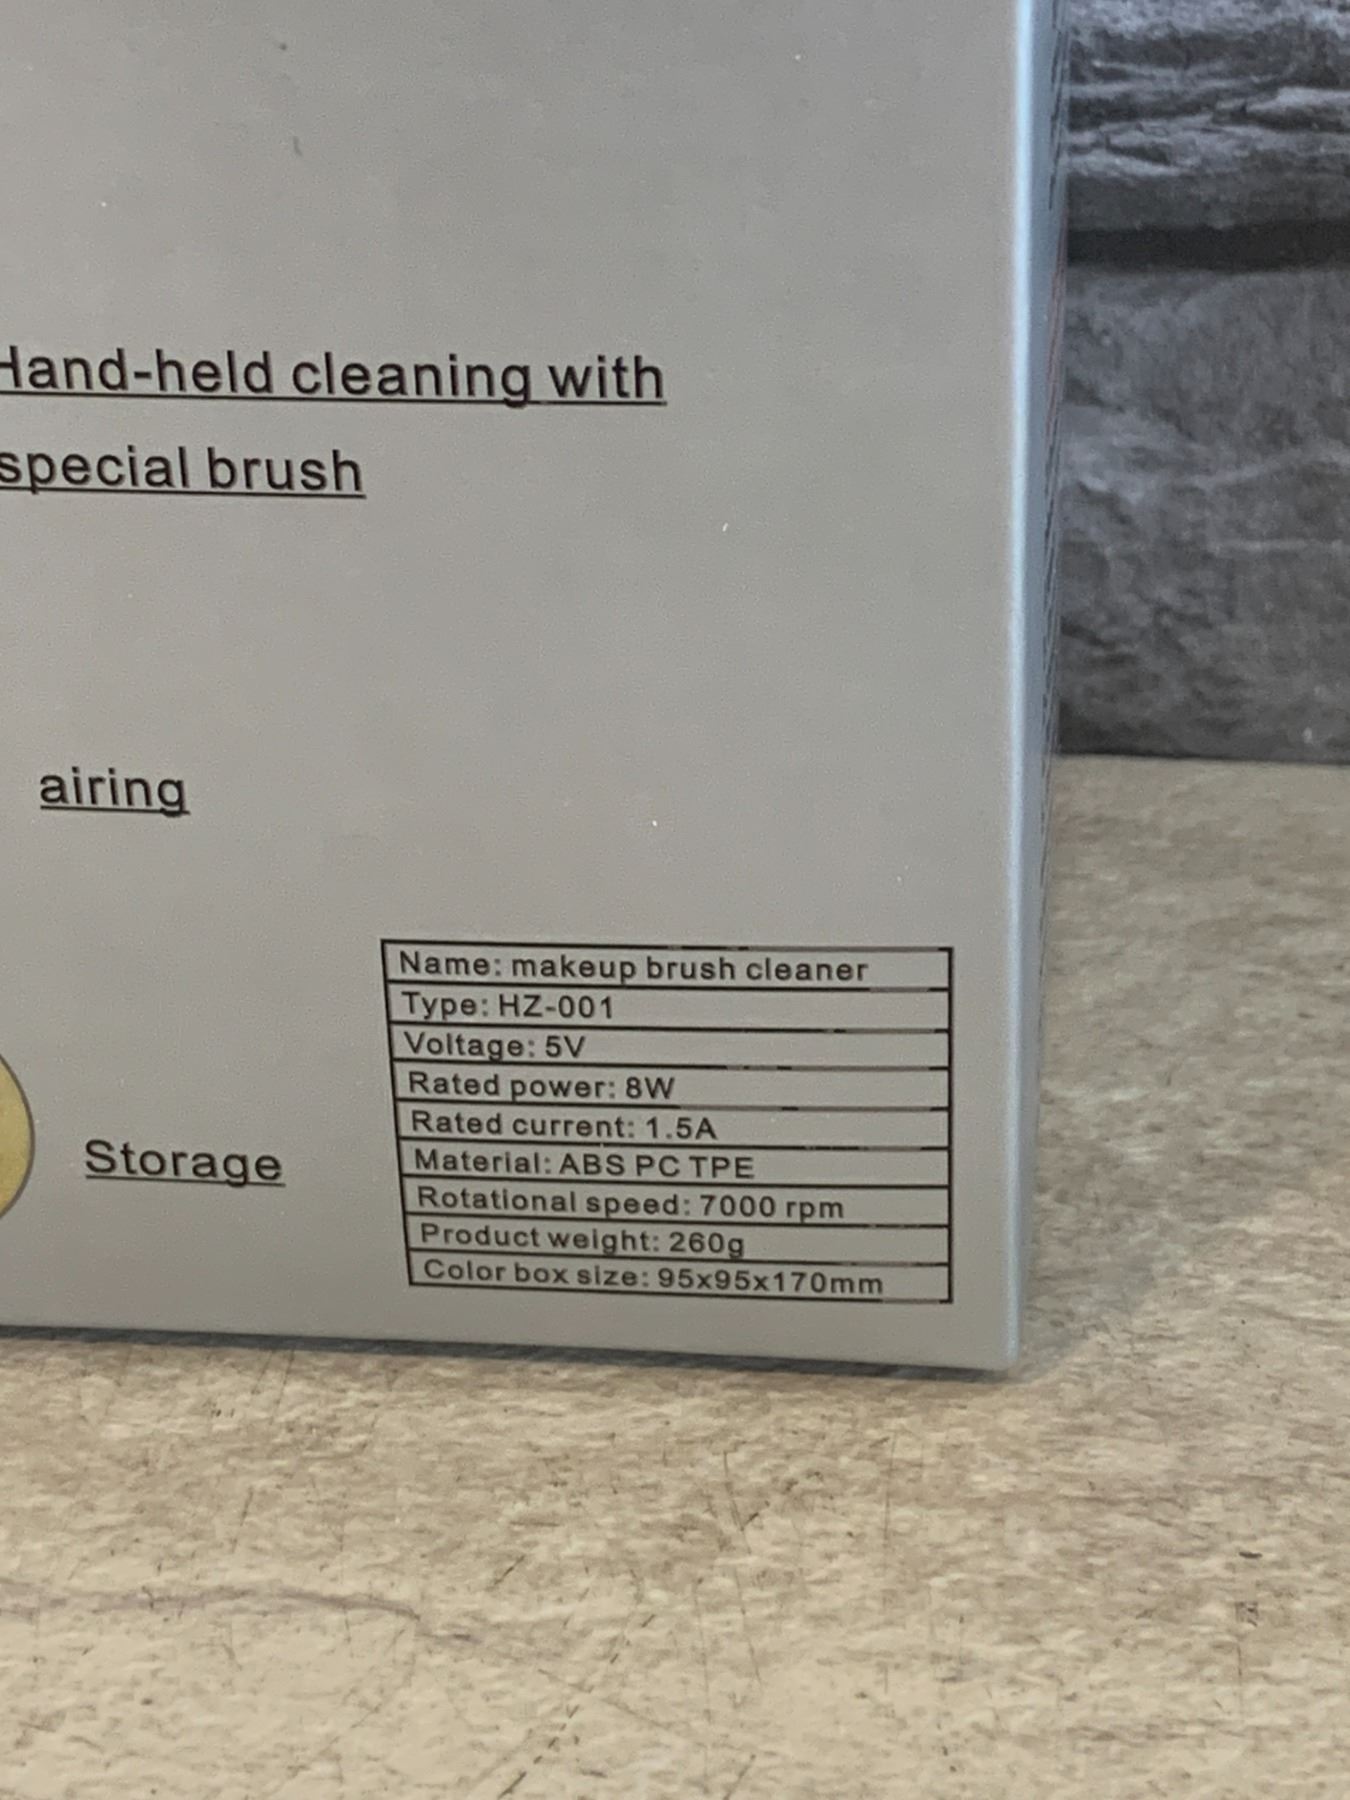 Hand-held cleaning with
special brush
airing
Storage
Name: makeup brush cleaner
Type: HZ-001
Voltage: 5V
Rated power: 8W
Rated current: 1.5A
Material: ABS PC TPE
Rotational speed: 7000 rpm
Product weight: 260g
Color box size: 95x95x170mm